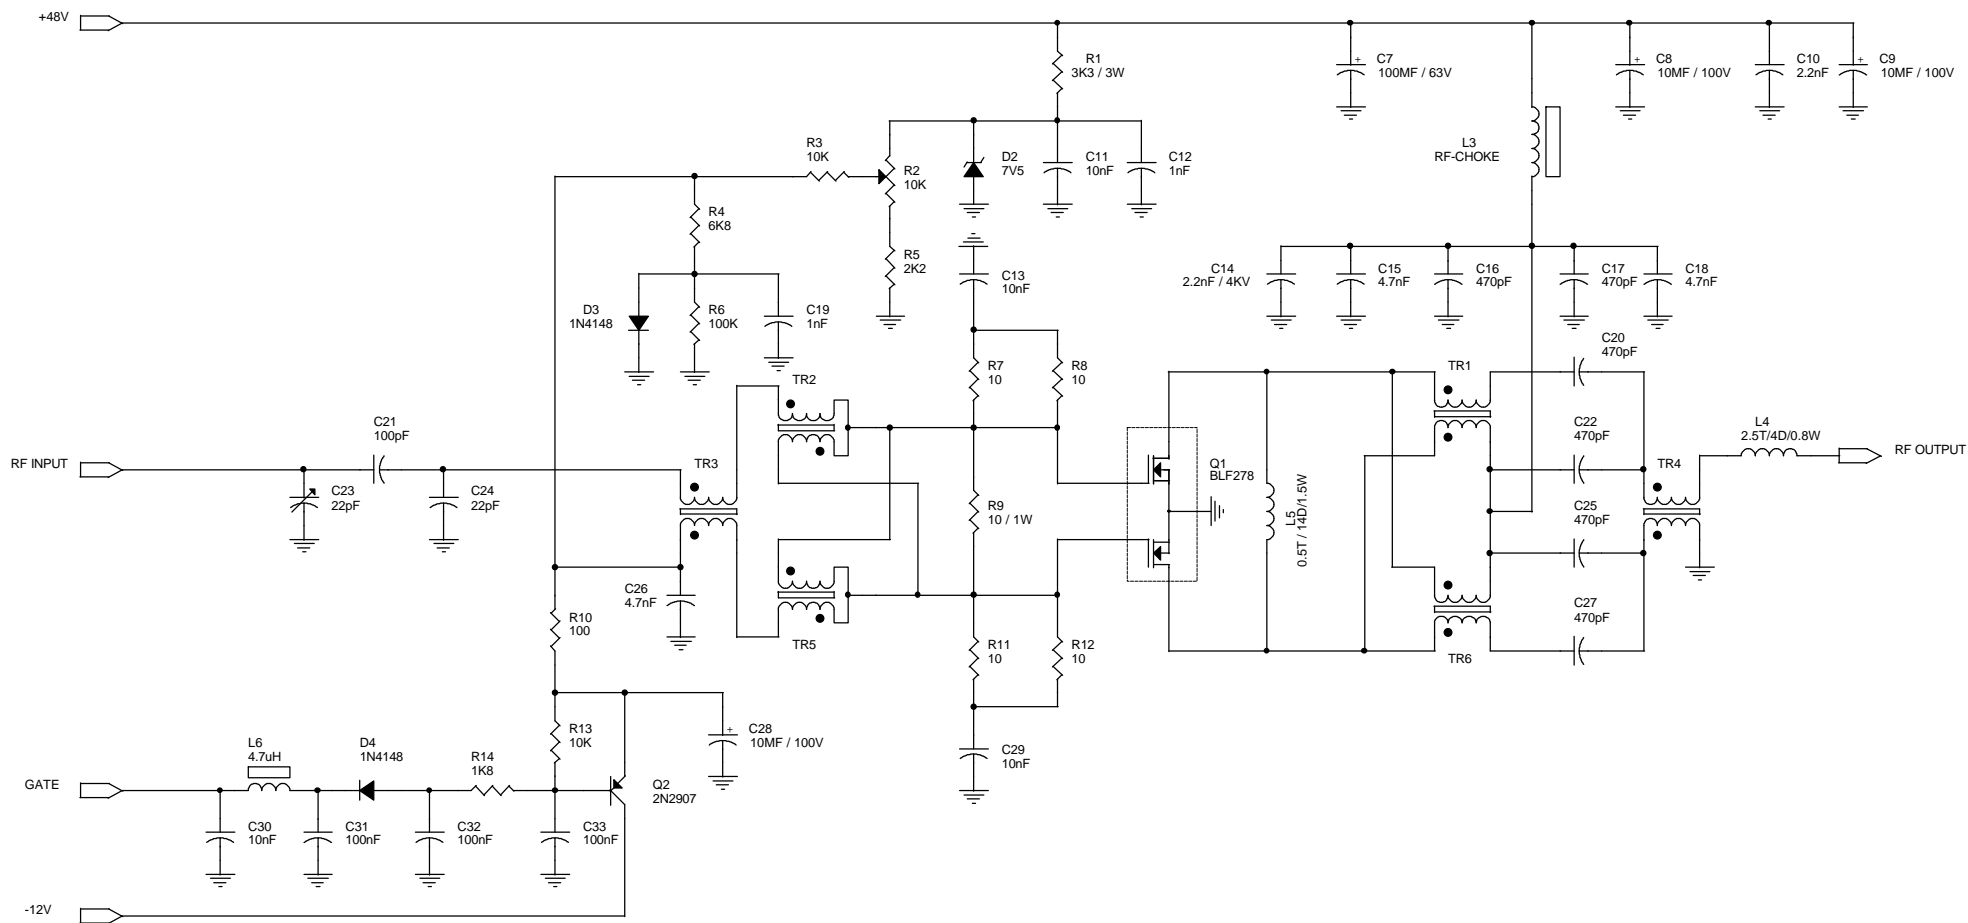 +48V
R1
3K3 / 3W
C7
100MF / 63V
+
C8
10MF / 100V
+
C10
2.2nF
C9
10MF / 100V
+
R3
10K
R2
10K
D2
7V5
C11
10nF
C12
1nF
L3
RF-CHOKE
R4
6K8
R5
2K2
C13
10nF
C14
2.2nF / 4KV
C15
4.7nF
C16
470pF
C17
470pF
C18
4.7nF
D3
1N4148
R6
100K
C19
1nF
C20
470pF
TR2
R7
10
R8
10
TR1
C21
100pF
C22
470pF
L4
2.5T/4D/0.8W
RF INPUT
RF OUTPUT
TR3
Q1
BLF278
TR4
C23
22pF
C24
22pF
R9
10 / 1W
L5
0.5T / 14D/1.5W
C25
470pF
C26
4.7nF
C27
470pF
R10
100
TR5
R11
10
R12
10
TR6
R13
10K
C28
10MF / 100V
+
L6
4.7uH
D4
1N4148
R14
1K8
C29
10nF
GATE
Q2
2N2907
C30
10nF
C31
100nF
C32
100nF
C33
100nF
-12V